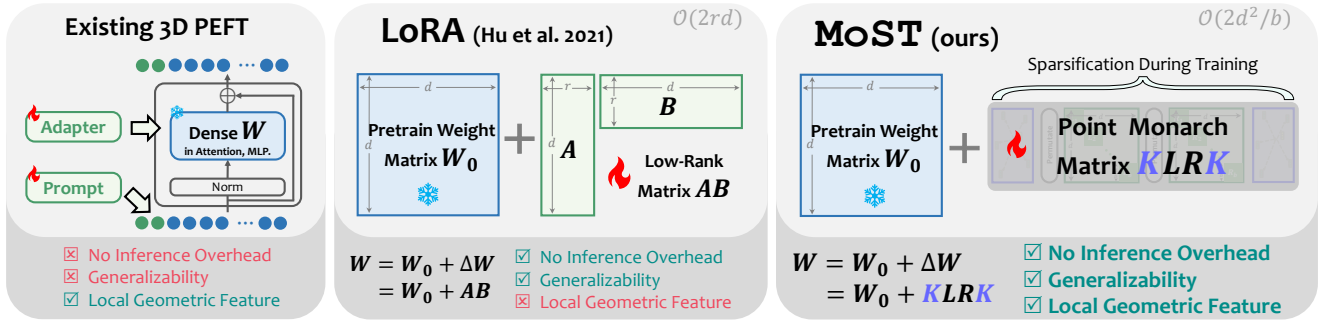 Existing 3D PEFT
...
Adapter
Dense W
in Attention, MLP.
Prompt
Norm
...
☒ No Inference Overhead
☒ Generalizability
☑ Local Geometric Feature
LoRA (Hu et al. 2021)
O(2rd)
d
d
Pretrain Weight
Matrix W₀
+
r
d
A
d
r
B
Low-Rank
Matrix AB
W = W₀ + ΔW
= W₀ + AB
☑ No Inference Overhead
☑ Generalizability
☒ Local Geometric Feature
MoST (ours)
O(2d²/b)
d
d
Pretrain Weight
Matrix W₀
+
Sparsification During Training
Point Monarch
Matrix KLRK
W = W₀ + ΔW
= W₀ + KLRK
☑ No Inference Overhead
☑ Generalizability
☑ Local Geometric Feature